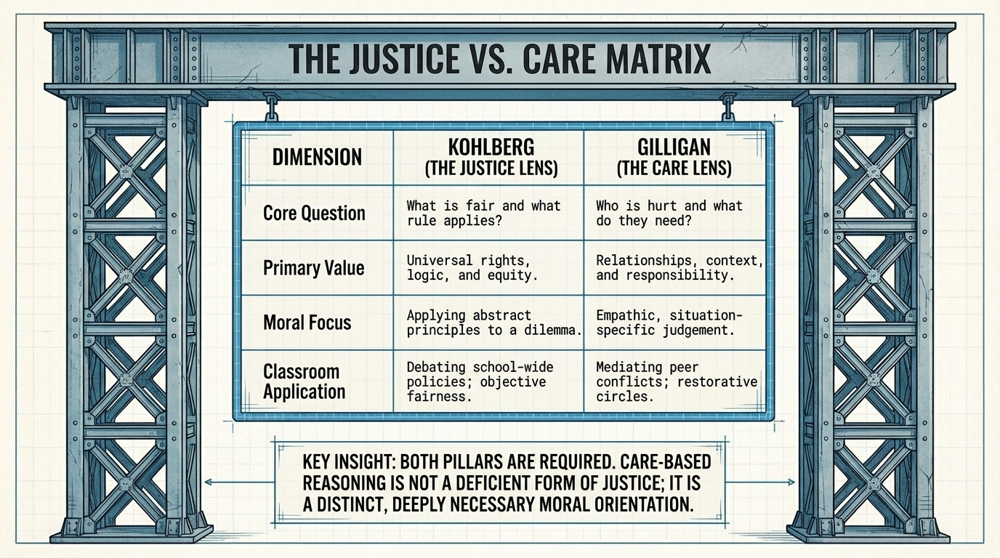 THE JUSTICE VS. CARE MATRIX
DIMENSION
KOHLBERG
(THE JUSTICE LENS)
GILLIGAN
(THE CARE LENS)
Core Question
What is fair and what
rule applies?
Who is hurt and what
do they need?
Primary Value
Universal rights,
logic, and equity.
Relationships, context,
and responsibility.
Moral Focus
Applying abstract
principles to a dilemma.
Empathic, situation-
specific judgement.
Classroom
Application
Debating school-wide
policies; objective
fairness.
Mediating peer
conflicts; restorative
circles.
KEY INSIGHT: BOTH PILLARS ARE REQUIRED. CARE-BASED
REASONING IS NOT A DEFICIENT FORM OF JUSTICE; IT IS
A DISTINCT, DEEPLY NECESSARY MORAL ORIENTATION.